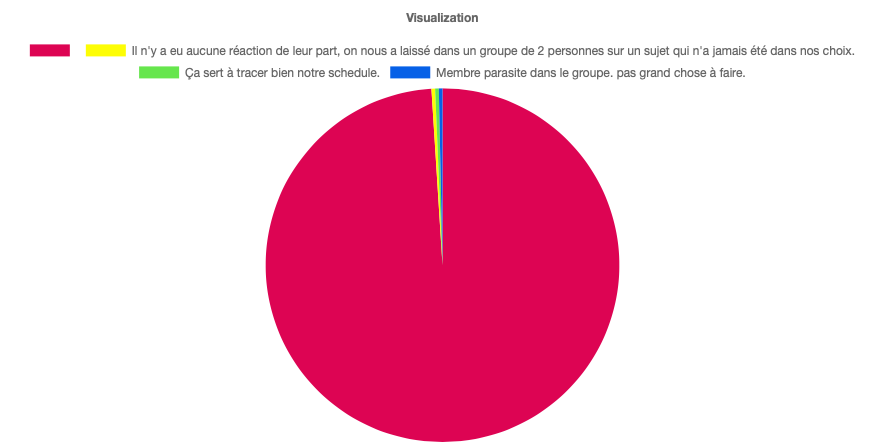 Visualization
Il n'y a eu aucune réaction de leur part, on nous a laissé dans un groupe de 2 personnes sur un sujet qui n'a jamais été dans nos choix.
Ça sert à tracer bien notre schedule. Membre parasite dans le groupe. pas grand chose à faire.